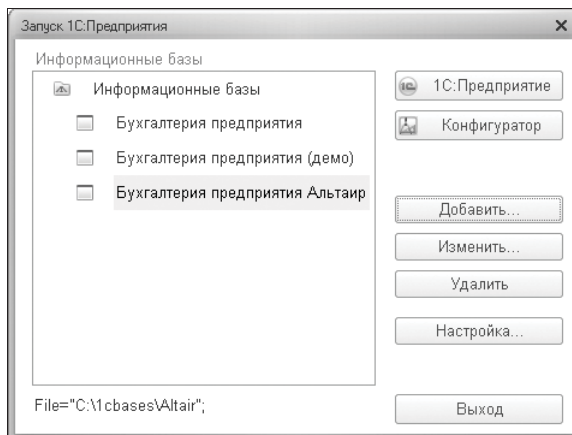 Запуск 1С:Предприятия
Информационные базы
Информационные базы
Бухгалтерия предприятия
Бухгалтерия предприятия (демо)
Бухгалтерия предприятия Альтаир
1С:Предприятие
Конфигуратор
Добавить...
Изменить...
Удалить
Настройка...
File="C:\1cbases\Altair";
Выход